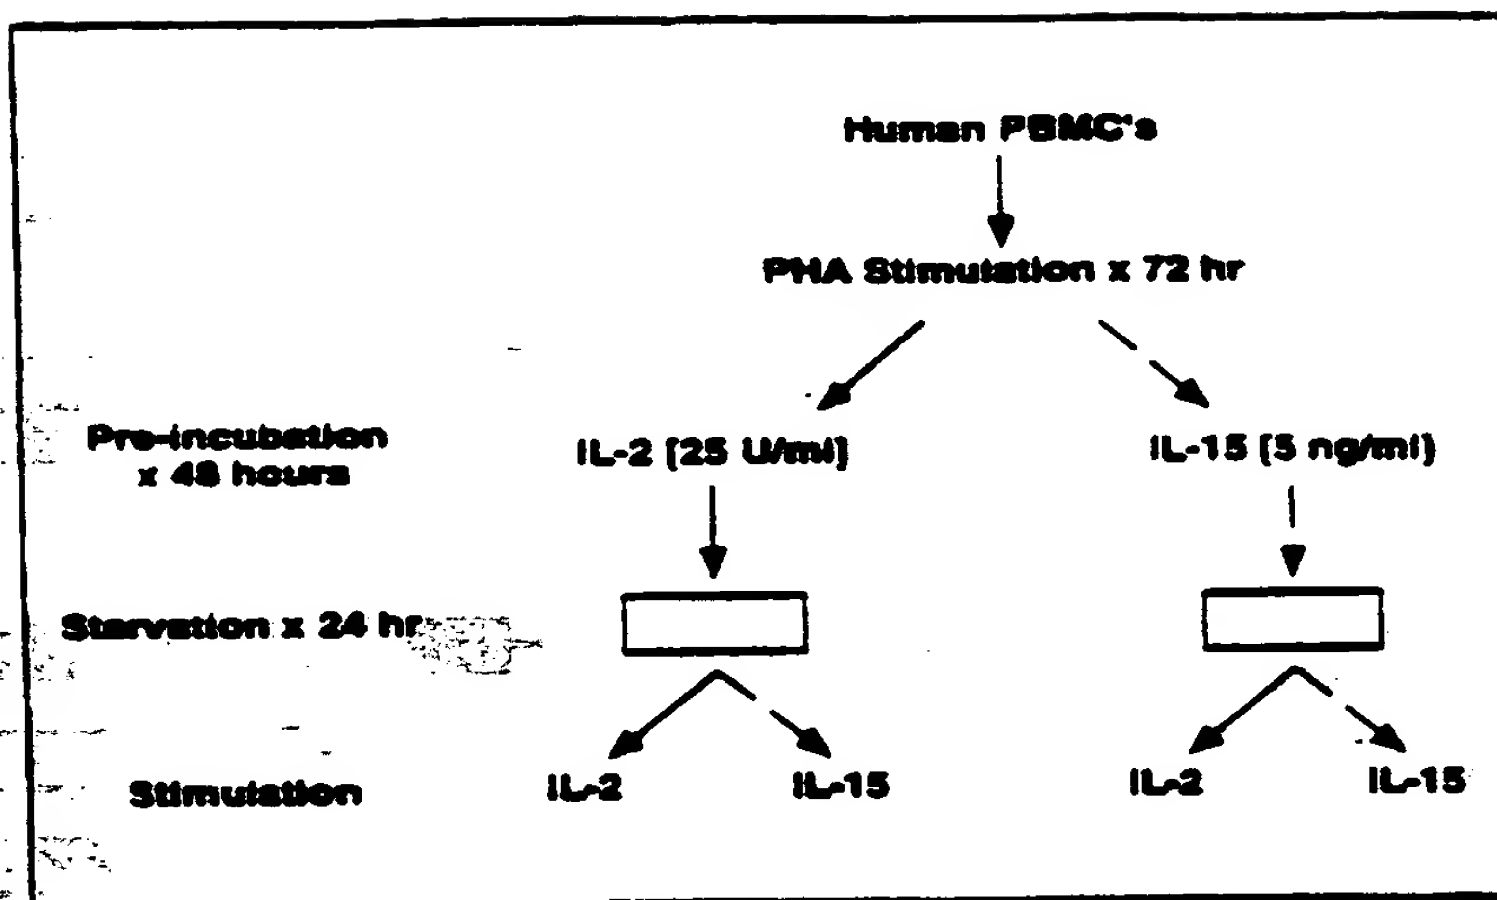 Human PBMC's
PHA Stimulation x 72 hr
Pre-incubation
x 48 hours
IL-2 [25 U/ml]
IL-15 (5 ng/ml)
Starvation x 24 hr
Stimulation
IL-2
IL-15
IL-2
IL-15